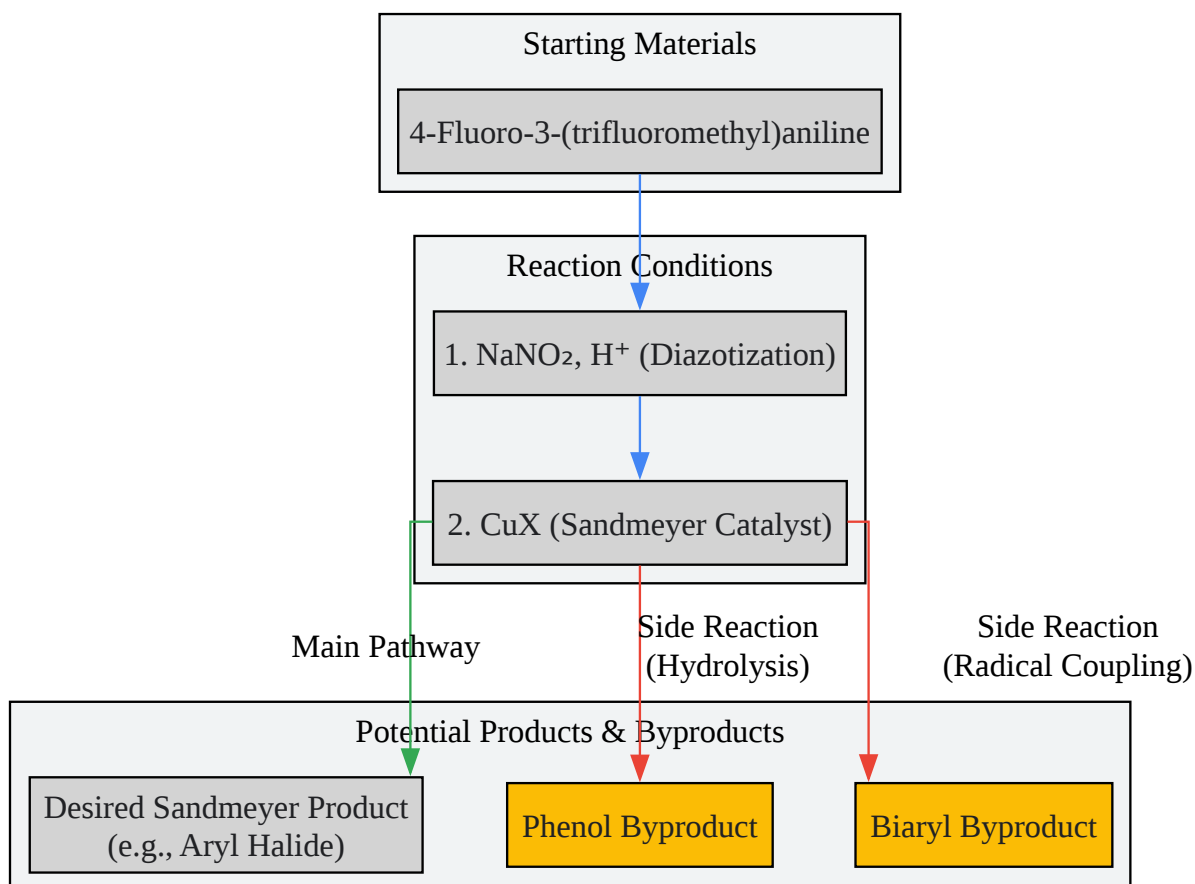 Starting Materials
4-Fluoro-3-(trifluoromethyl)aniline
Reaction Conditions
1. NaNO₂, H⁺ (Diazotization)
2. CuX (Sandmeyer Catalyst)
Main Pathway
Side Reaction
(Hydrolysis)
Side Reaction
(Radical Coupling)
Potential Products & Byproducts
Desired Sandmeyer Product
(e.g., Aryl Halide)
Phenol Byproduct
Biaryl Byproduct